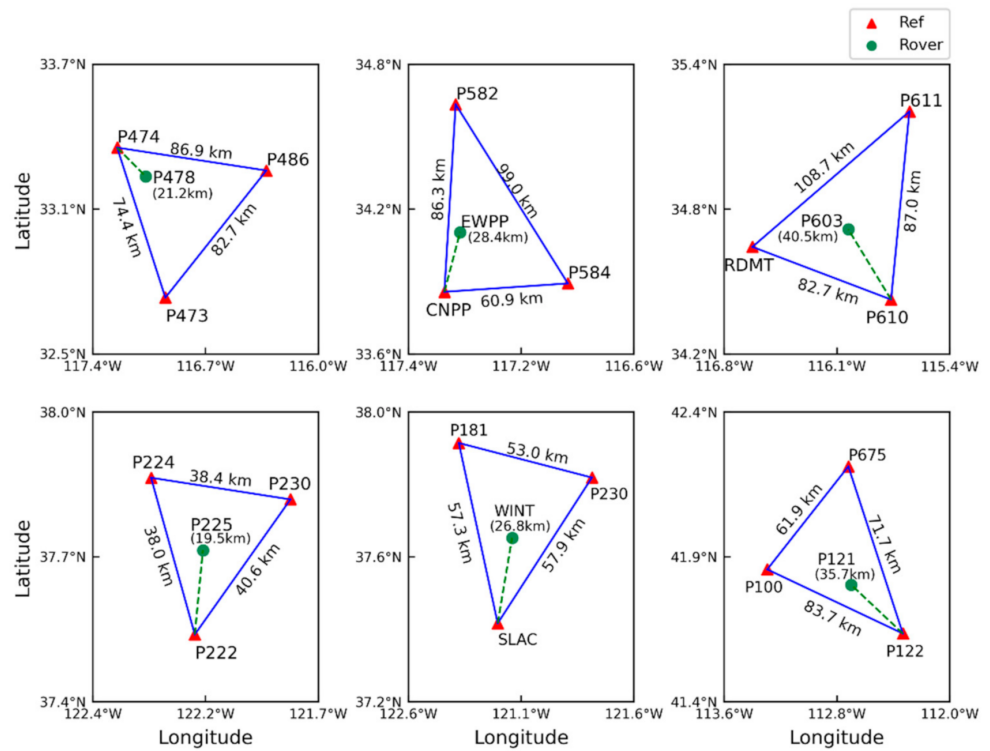 Ref
Rover
33.7°N
33.1°N
32.5°N
Latitude
P474
86.9 km
P486
P478
(21.2km)
74.4 km
82.7 km
P473
117.4°W
116.7°W
116.0°W
34.8°N
34.2°N
33.6°N
P582
86.3 km
99.0 km
EWPP
(28.4km)
P584
CNPP
60.9 km
117.4°W
117.2°W
116.6°W
35.4°N
34.8°N
34.2°N
P611
108.7 km
87.0 km
P603
(40.5km)
RDMT
82.7 km
P610
116.8°W
116.1°W
115.4°W
38.0°N
37.7°N
37.4°N
Latitude
P224
38.4 km
P230
P225
(19.5km)
38.0 km
40.6 km
P222
122.4°W
122.2°W
121.7°W
Longitude
38.0°N
37.6°N
37.2°N
P181
53.0 km
P230
WINT
(26.8km)
57.3 km
57.9 km
SLAC
122.6°W
121.1°W
121.6°W
Longitude
42.4°N
41.9°N
41.4°N
P675
61.9 km
71.7 km
P121
(35.7km)
P100
83.7 km
P122
113.6°W
112.8°W
112.0°W
Longitude